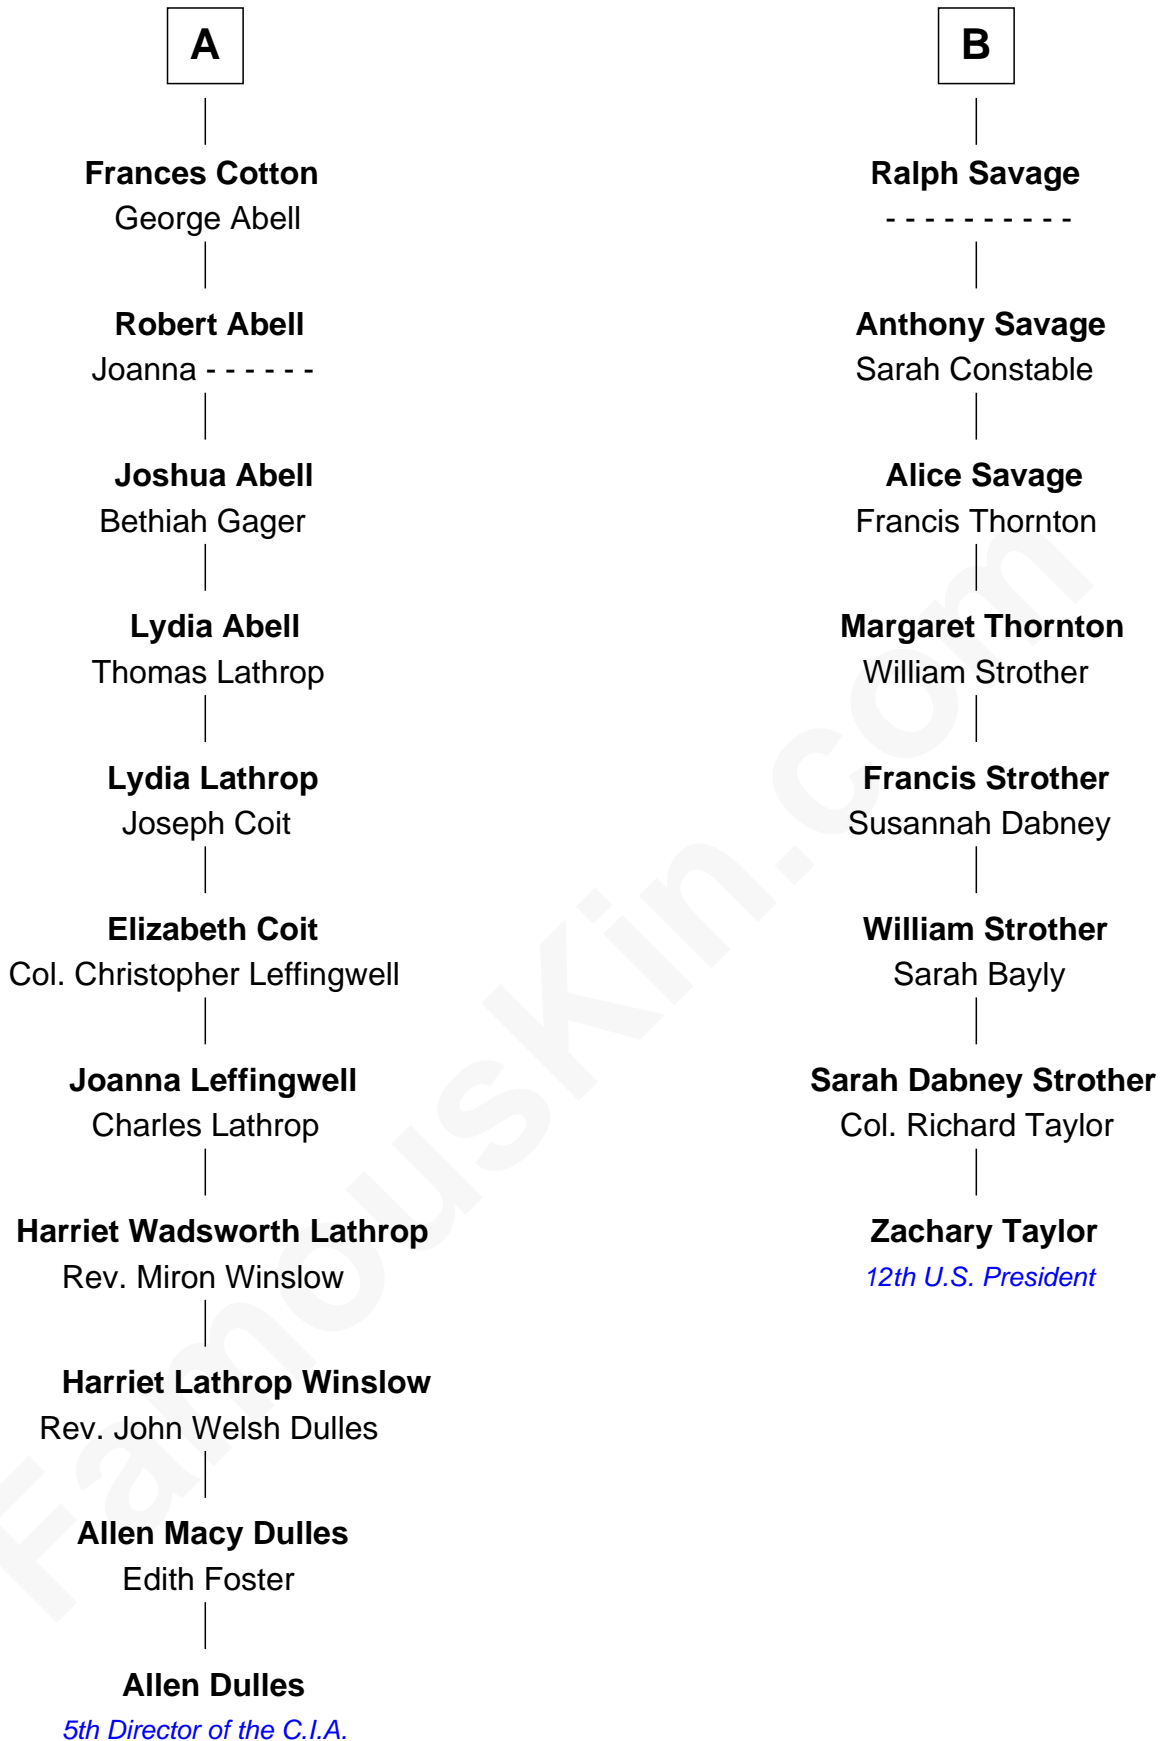 A
Frances Cotton
George Abell
Robert Abell
Joanna - - - - - -
Joshua Abell
Bethiah Gager
Lydia Abell
Thomas Lathrop
Lydia Lathrop
Joseph Coit
Elizabeth Coit
Col. Christopher Leffingwell
Joanna Leffingwell
Charles Lathrop
Harriet Wadsworth Lathrop
Rev. Miron Winslow
Harriet Lathrop Winslow
Rev. John Welsh Dulles
Allen Macy Dulles
Edith Foster
Allen Dulles
5th Director of the C.I.A.
B
Ralph Savage
- - - - - - - - - -
Anthony Savage
Sarah Constable
Alice Savage
Francis Thornton
Margaret Thornton
William Strother
Francis Strother
Susannah Dabney
William Strother
Sarah Bayly
Sarah Dabney Strother
Col. Richard Taylor
Zachary Taylor
12th U.S. President
FamousKin.com